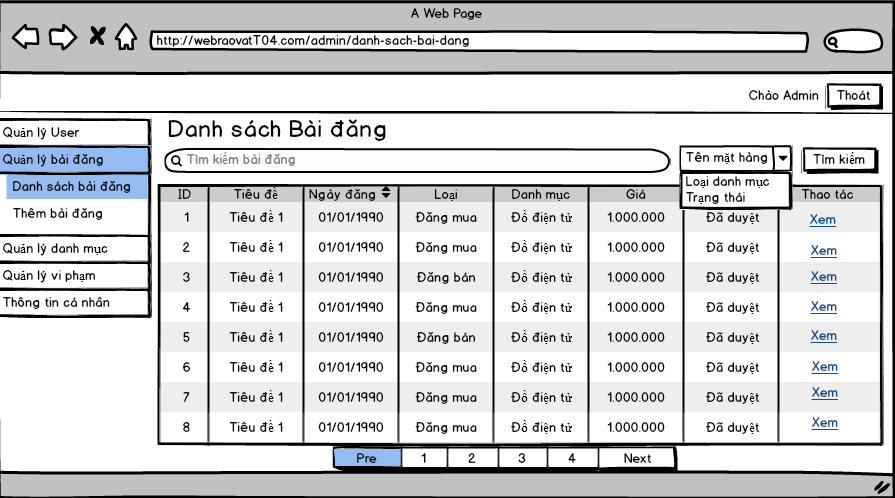 A Web Page
http://webraovatT04.com/admin/danh-sach-bai-dang
Chào Admin Thoát
Quản lý User
Quản lý bài đăng
Danh sách bài đăng
Thêm bài đăng
Quản lý danh mục
Quản lý vi phạm
Thông tin cá nhân
Danh sách Bài đăng
Tìm kiếm bài đăng Tên mặt hàng Tìm kiếm
Loại danh mục
Trạng thái
ID Tiêu đề Ngày đăng Loại Danh mục Giá Thao tác
1 Tiêu đề 1 01/01/1990 Đăng mua Đồ điện tử 1.000.000 Đã duyệt Xem
2 Tiêu đề 1 01/01/1990 Đăng mua Đồ điện tử 1.000.000 Đã duyệt Xem
3 Tiêu đề 1 01/01/1990 Đăng bán Đồ điện tử 1.000.000 Đã duyệt Xem
4 Tiêu đề 1 01/01/1990 Đăng mua Đồ điện tử 1.000.000 Đã duyệt Xem
5 Tiêu đề 1 01/01/1990 Đăng bán Đồ điện tử 1.000.000 Đã duyệt Xem
6 Tiêu đề 1 01/01/1990 Đăng mua Đồ điện tử 1.000.000 Đã duyệt Xem
7 Tiêu đề 1 01/01/1990 Đăng mua Đồ điện tử 1.000.000 Đã duyệt Xem
8 Tiêu đề 1 01/01/1990 Đăng mua Đồ điện tử 1.000.000 Đã duyệt Xem
Pre 1 2 3 4 Next